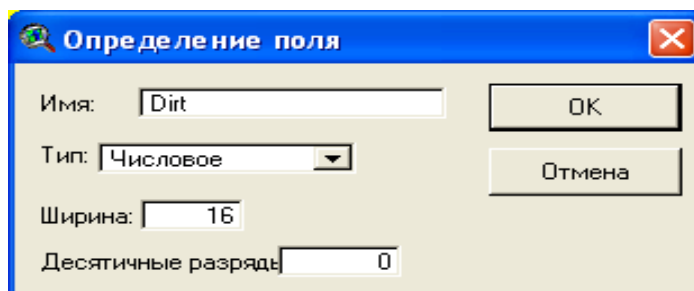 Определение поля
Имя: Dirt
OK
Тип: Числовое
Отмена
Ширина: 16
Десятичные разряды 0